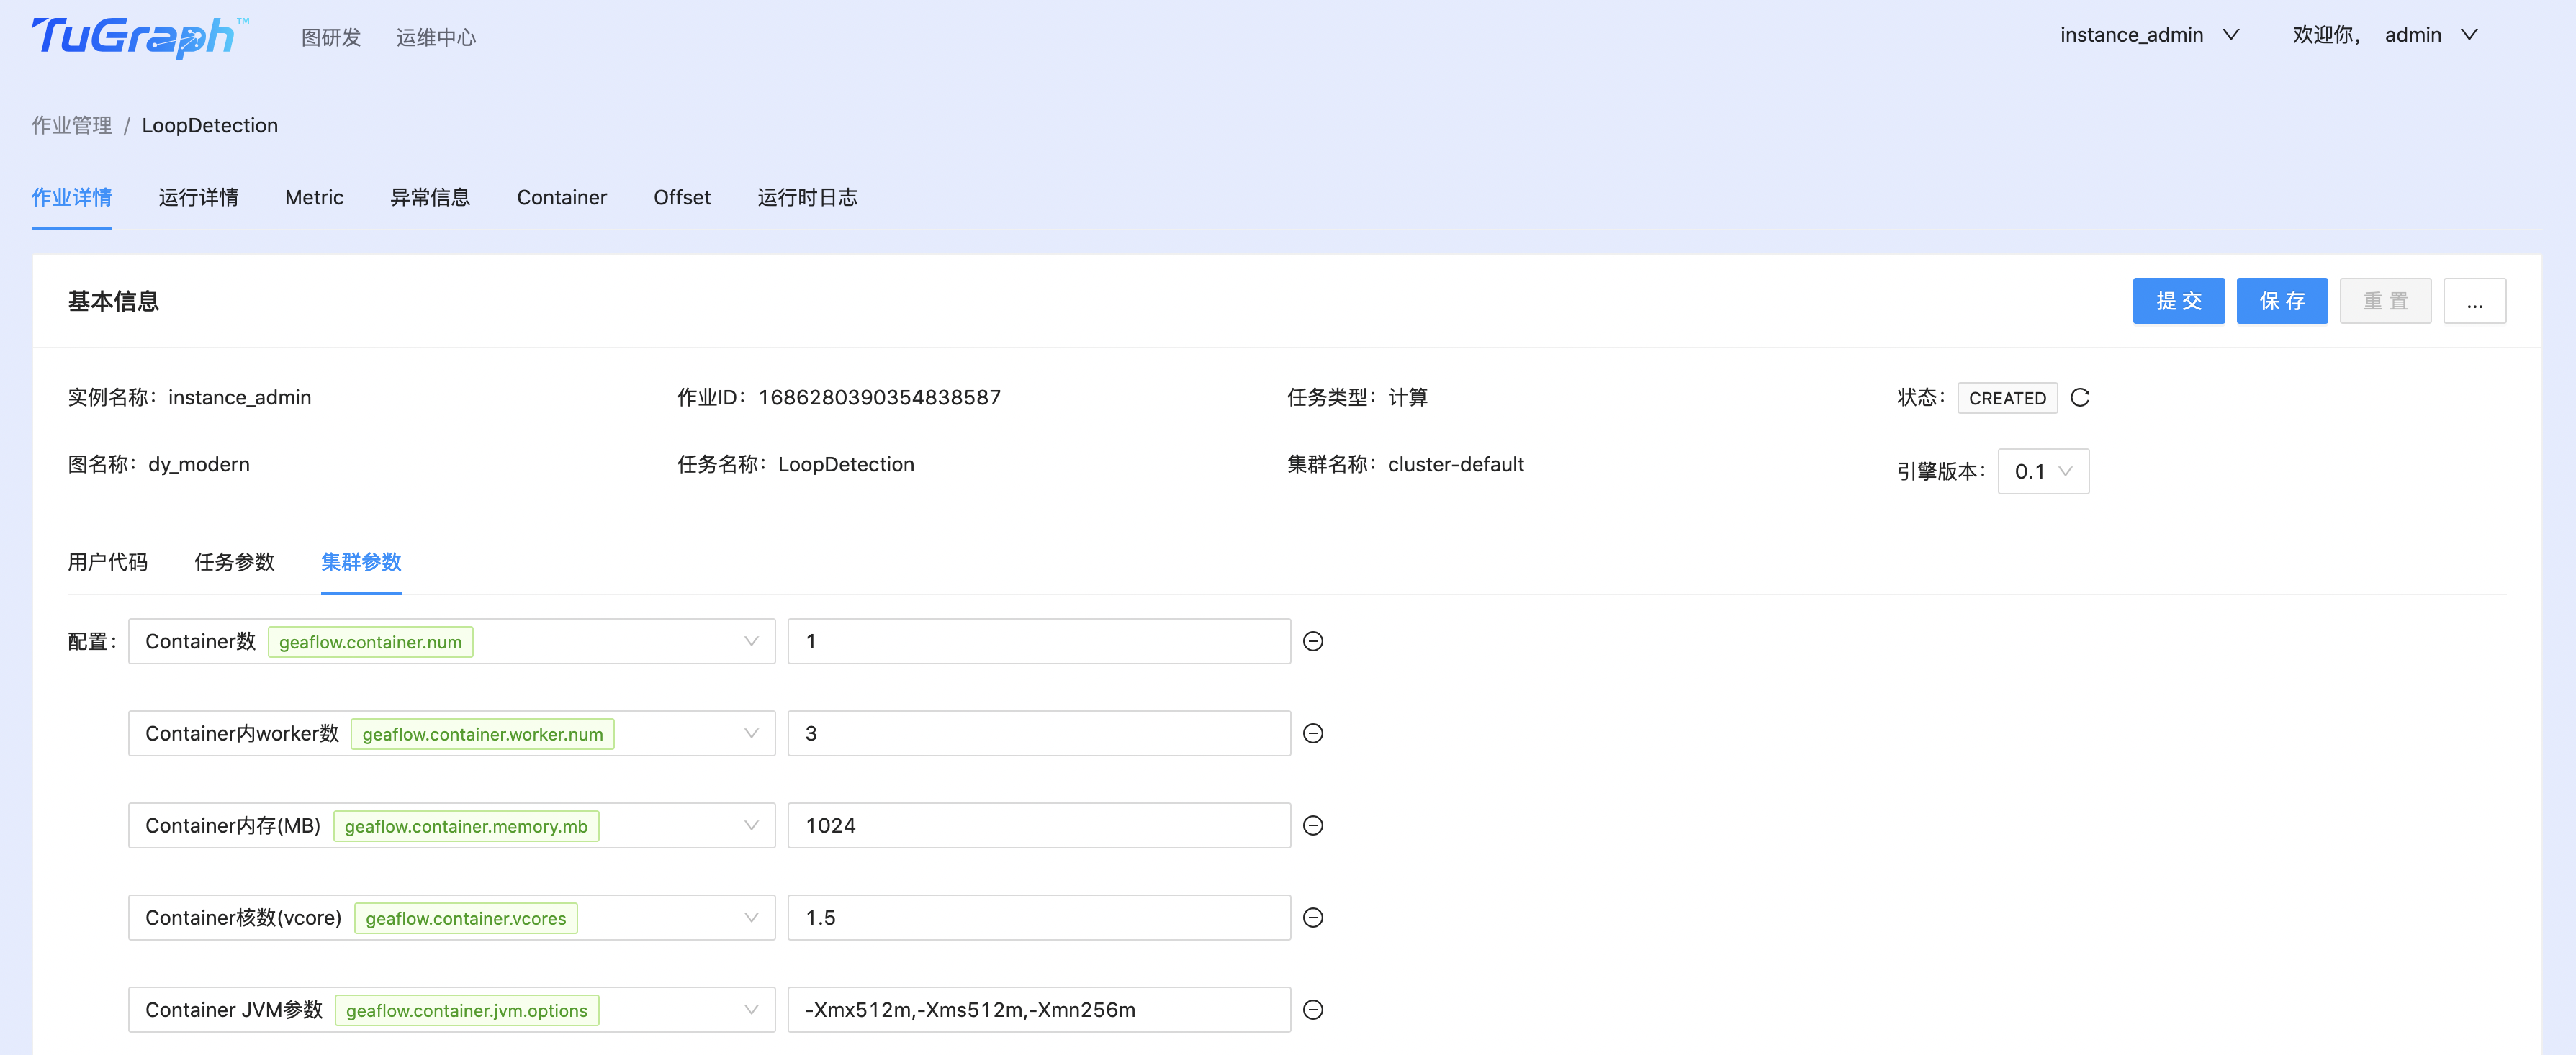 TuGraph™ 图研发 运维中心 instance_admin 欢迎你， admin
作业管理 / LoopDetection
作业详情 运行详情 Metric 异常信息 Container Offset 运行时日志
基本信息 提 交 保 存 重 置 ...
实例名称：instance_admin 作业ID：1686280390354838587 任务类型：计算 状态：CREATED
图名称：dy_modern 任务名称：LoopDetection 集群名称：cluster-default 引擎版本：0.1
用户代码 任务参数 集群参数
配置： Container数 geaflow.container.num 1
Container内worker数 geaflow.container.worker.num 3
Container内存(MB) geaflow.container.memory.mb 1024
Container核数(vcore) geaflow.container.vcores 1.5
Container JVM参数 geaflow.container.jvm.options -Xmx512m,-Xms512m,-Xmn256m